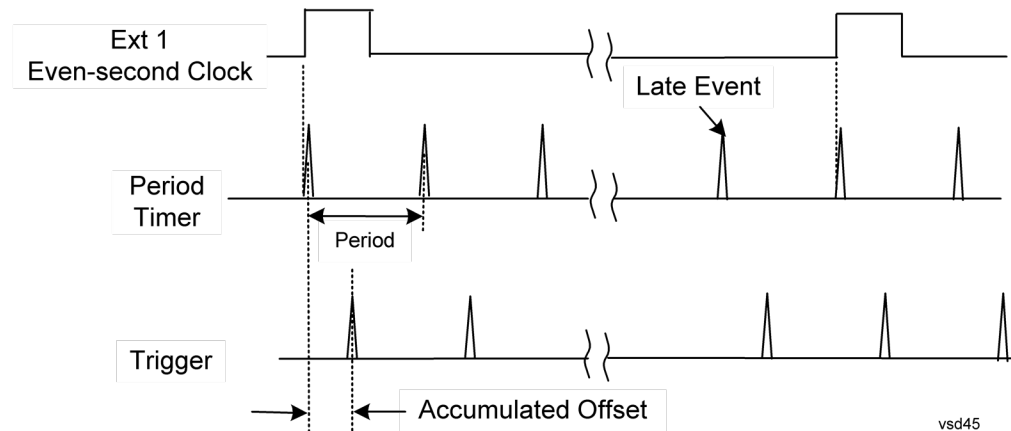 Ext 1
Even-second Clock
Late Event
Period
Timer
Period
Trigger
Accumulated Offset
vsd45